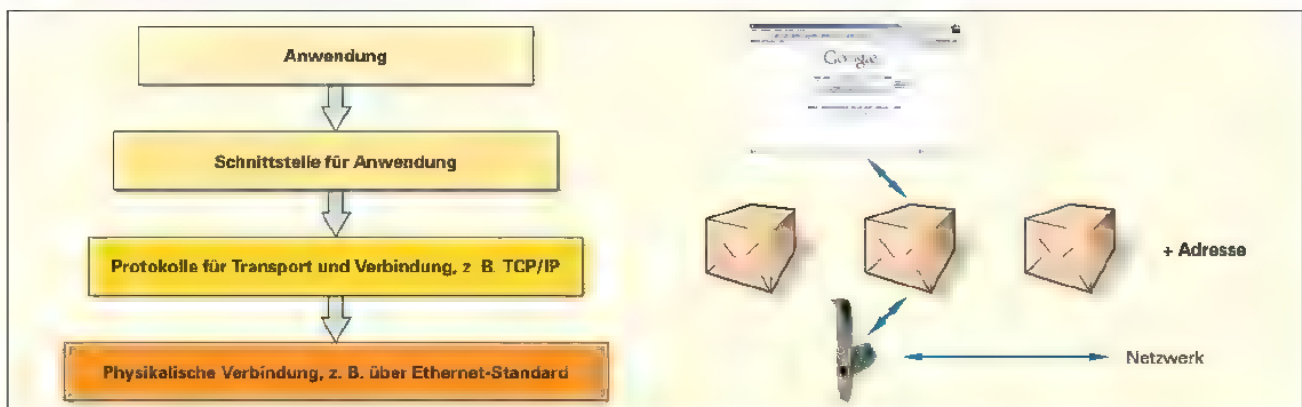 Anwendung
Schnittstelle für Anwendung
Protokolle für Transport und Verbindung, z B. TCP/IP
Physikalische Verbindung, z. B. über Ethernet-Standard
Google
+ Adresse
Netzwerk